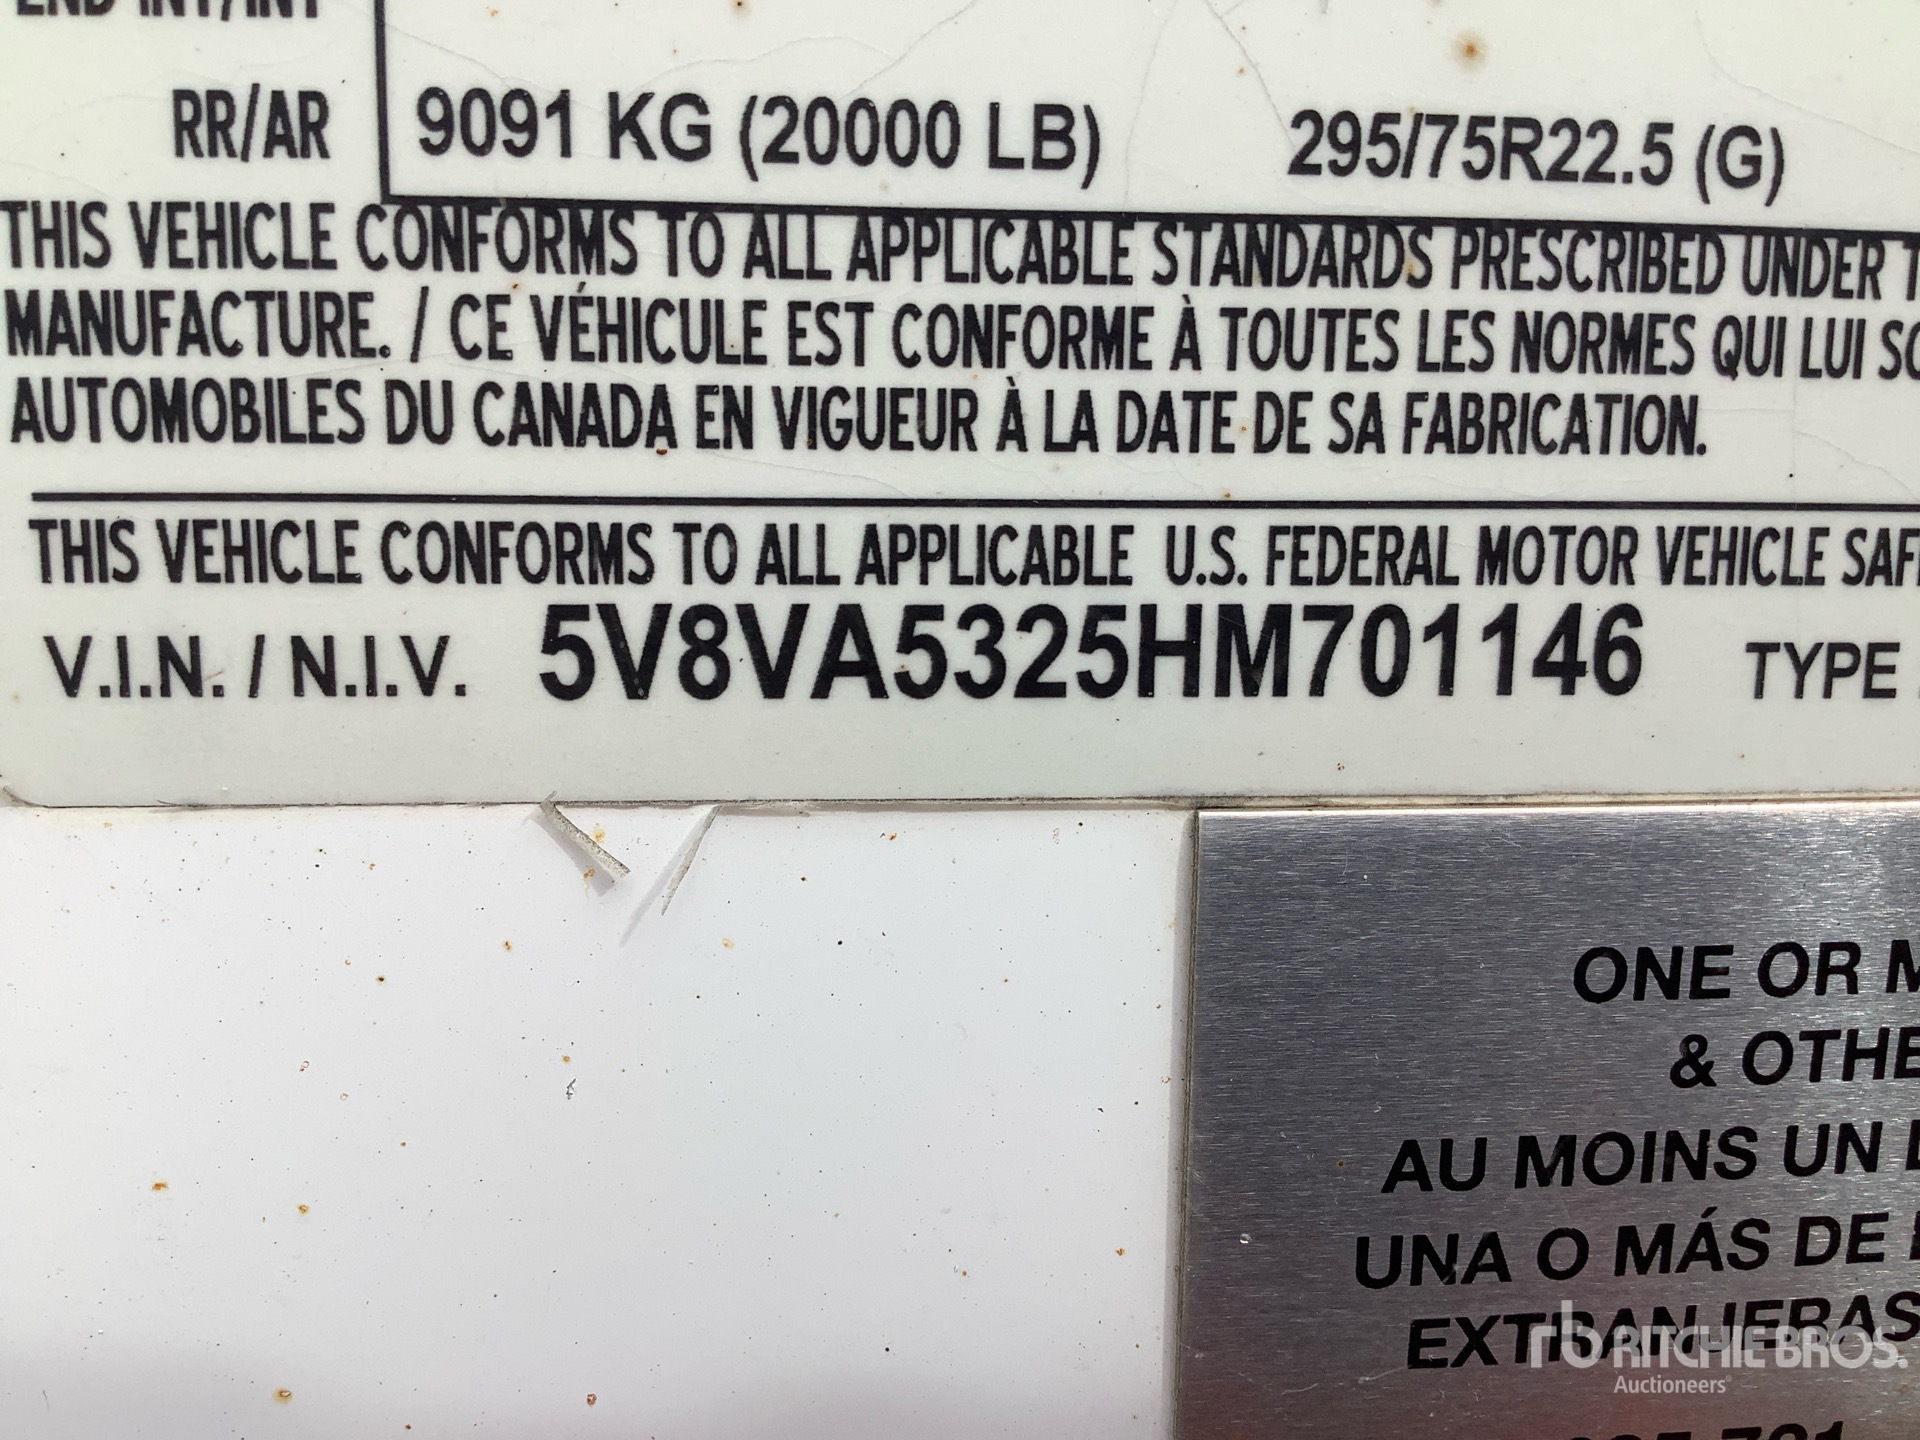 RR/AR 9091 KG (20000 LB) 295/75R22.5 (G)
THIS VEHICLE CONFORMS TO ALL APPLICABLE STANDARDS PRESCRIBED UNDER
MANUFACTURE. / CE VÉHICULE EST CONFORME À TOUTES LES NORMES QUI LUI
AUTOMOBILES DU CANADA EN VIGUEUR À LA DATE DE SA FABRICATION.
THIS VEHICLE CONFORMS TO ALL APPLICABLE U.S. FEDERAL MOTOR VEHICLE
V.I.N. / N.I.V. 5V8VA5325HM701146 TYPE
ONE OR
& OTHE
AU MOINS UN
UNA O MÁS DE
EXTRANJERAS
rb RITCHIE BROS.
Auctioneers